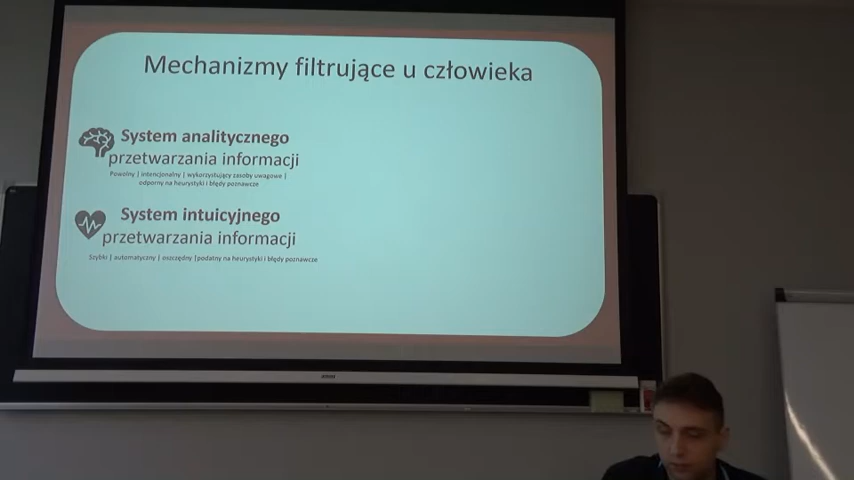 Mechanizmy filtrujące u człowieka
System analitycznego
przetwarzania informacji
Powolny | intencjonalny | wykorzystujący zasoby uwagowe |
odporny na heurystyki i błędy poznawcze
System intuicyjnego
przetwarzania informacji
Szybki | automatyczny | oszczędny |podatny na heurystyki i błędy poznawcze